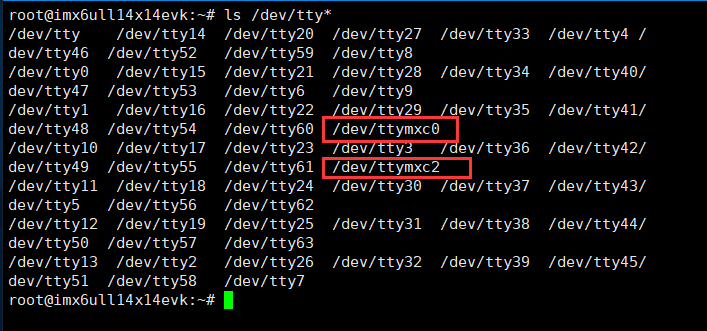 root@imx6ull14x14evk:~# ls /dev/tty*
/dev/tty    /dev/tty14  /dev/tty20  /dev/tty27  /dev/tty33  /dev/tty4 /
dev/tty46  /dev/tty52   /dev/tty59  /dev/tty8
/dev/tty0   /dev/tty15  /dev/tty21  /dev/tty28  /dev/tty34  /dev/tty40/
dev/tty47  /dev/tty53   /dev/tty6   /dev/tty9
/dev/tty1   /dev/tty16  /dev/tty22  /dev/tty29  /dev/tty35  /dev/tty41/
dev/tty48  /dev/tty54   /dev/tty60  /dev/ttymxc0
/dev/tty10  /dev/tty17  /dev/tty23  /dev/tty3   /dev/tty36  /dev/tty42/
dev/tty49  /dev/tty55   /dev/tty61  /dev/ttymxc2
/dev/tty11  /dev/tty18  /dev/tty24  /dev/tty30  /dev/tty37  /dev/tty43/
dev/tty5   /dev/tty56   /dev/tty62
/dev/tty12  /dev/tty19  /dev/tty25  /dev/tty31  /dev/tty38  /dev/tty44/
dev/tty50  /dev/tty57   /dev/tty63
/dev/tty13  /dev/tty2   /dev/tty26  /dev/tty32  /dev/tty39  /dev/tty45/
dev/tty51  /dev/tty58   /dev/tty7
root@imx6ull14x14evk:~#